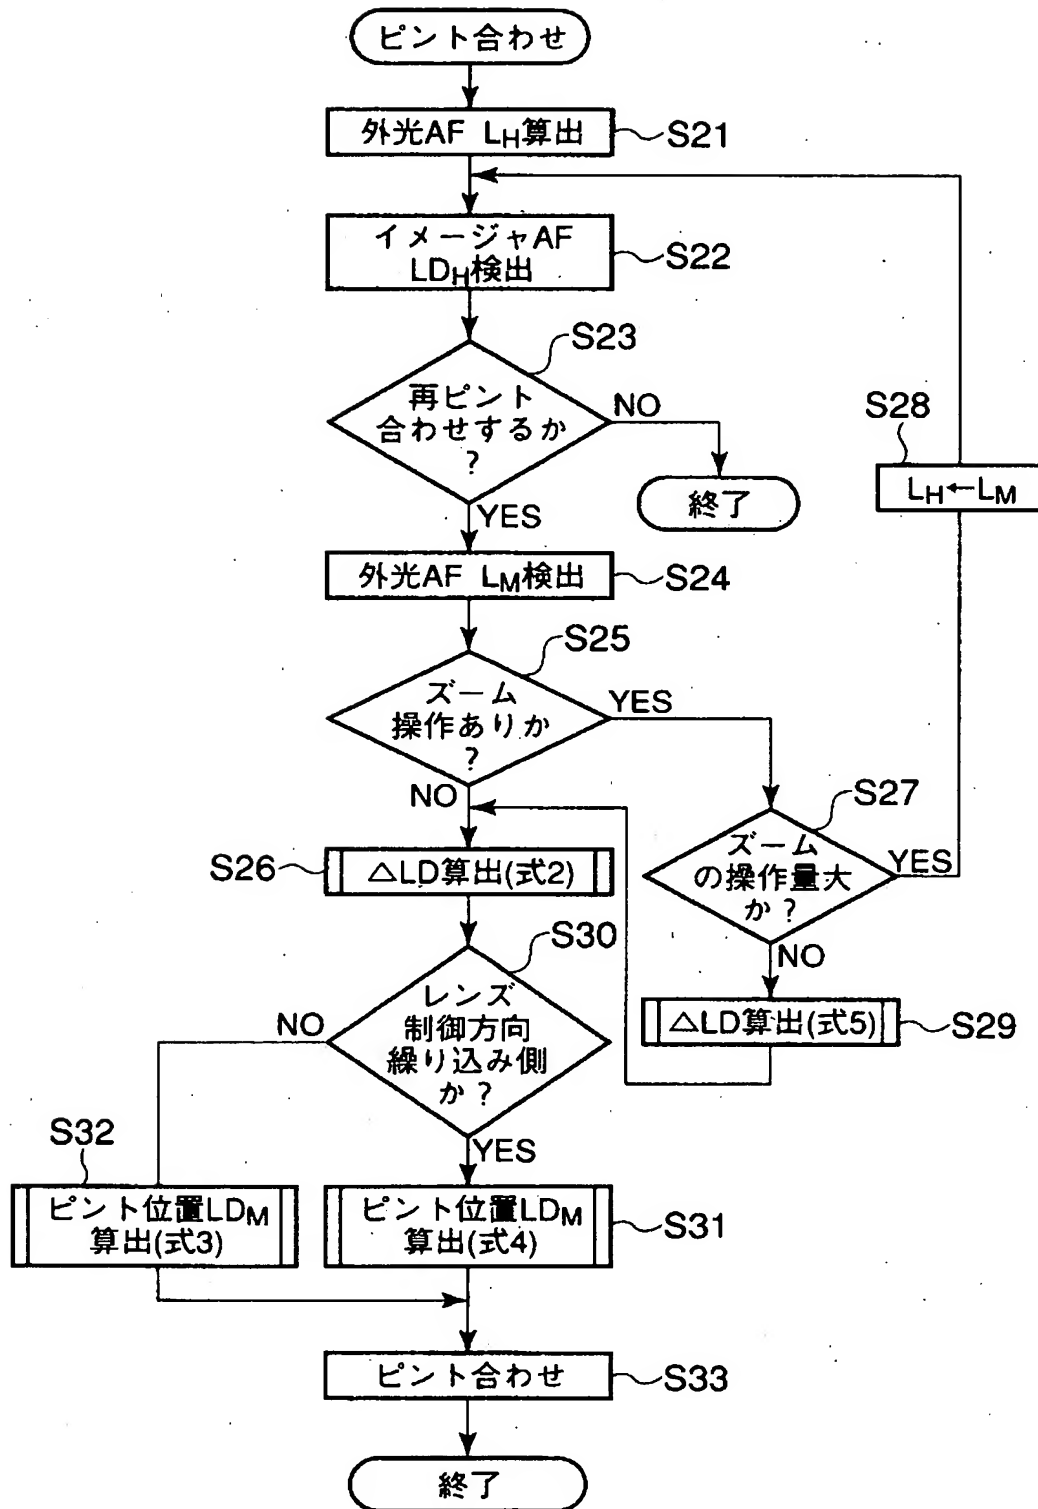 ピント合わせ
外光AF LH算出
S21
イメージャAF
LDH検出
S22
S23
再ピント
合わせするか
?
NO
終了
YES
S28
LH←LM
外光AF LM検出
S24
S25
ズーム
操作ありか
?
YES
NO
S27
ズーム
の操作量大
か?
YES
NO
S26
△LD算出(式2)
△LD算出(式5)
S29
S30
レンズ
制御方向
繰り込み側
か?
NO
YES
S32
ピント位置LDM
算出(式3)
ピント位置LDM
算出(式4)
S31
ピント合わせ
S33
終了